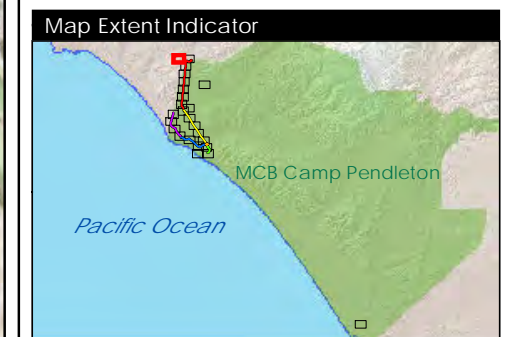 Map Extent Indicator
MCB Camp Pendleton
Pacific Ocean